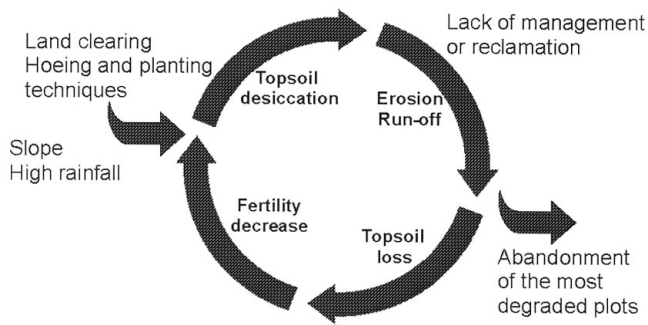 Land clearing
Hoeing and planting
techniques
Slope
High rainfall
Topsoil
desiccation
Lack of management
or reclamation
Erosion
Run-off
Fertility
decrease
Topsoil
loss
Abandonment
of the most
degraded plots